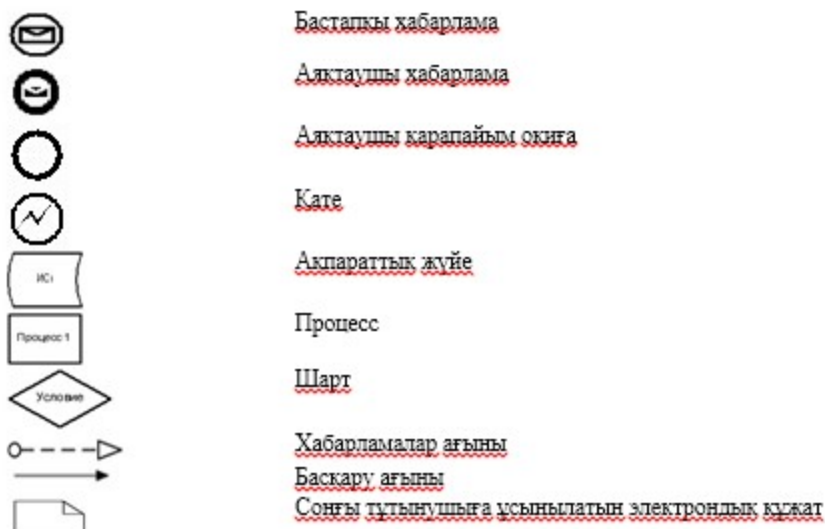 Бастапқы хабарлама
Аяқтаушы хабарлама
Аяқтаушы қарапайым оқиға
Қате
ИСi
Ақпараттық жүйе
Процесс 1
Процесс
Условие
Шарт
Хабарламалар ағыны
Басқару ағыны
Соңғы тұтынушыға ұсынылатын электрондық құжат